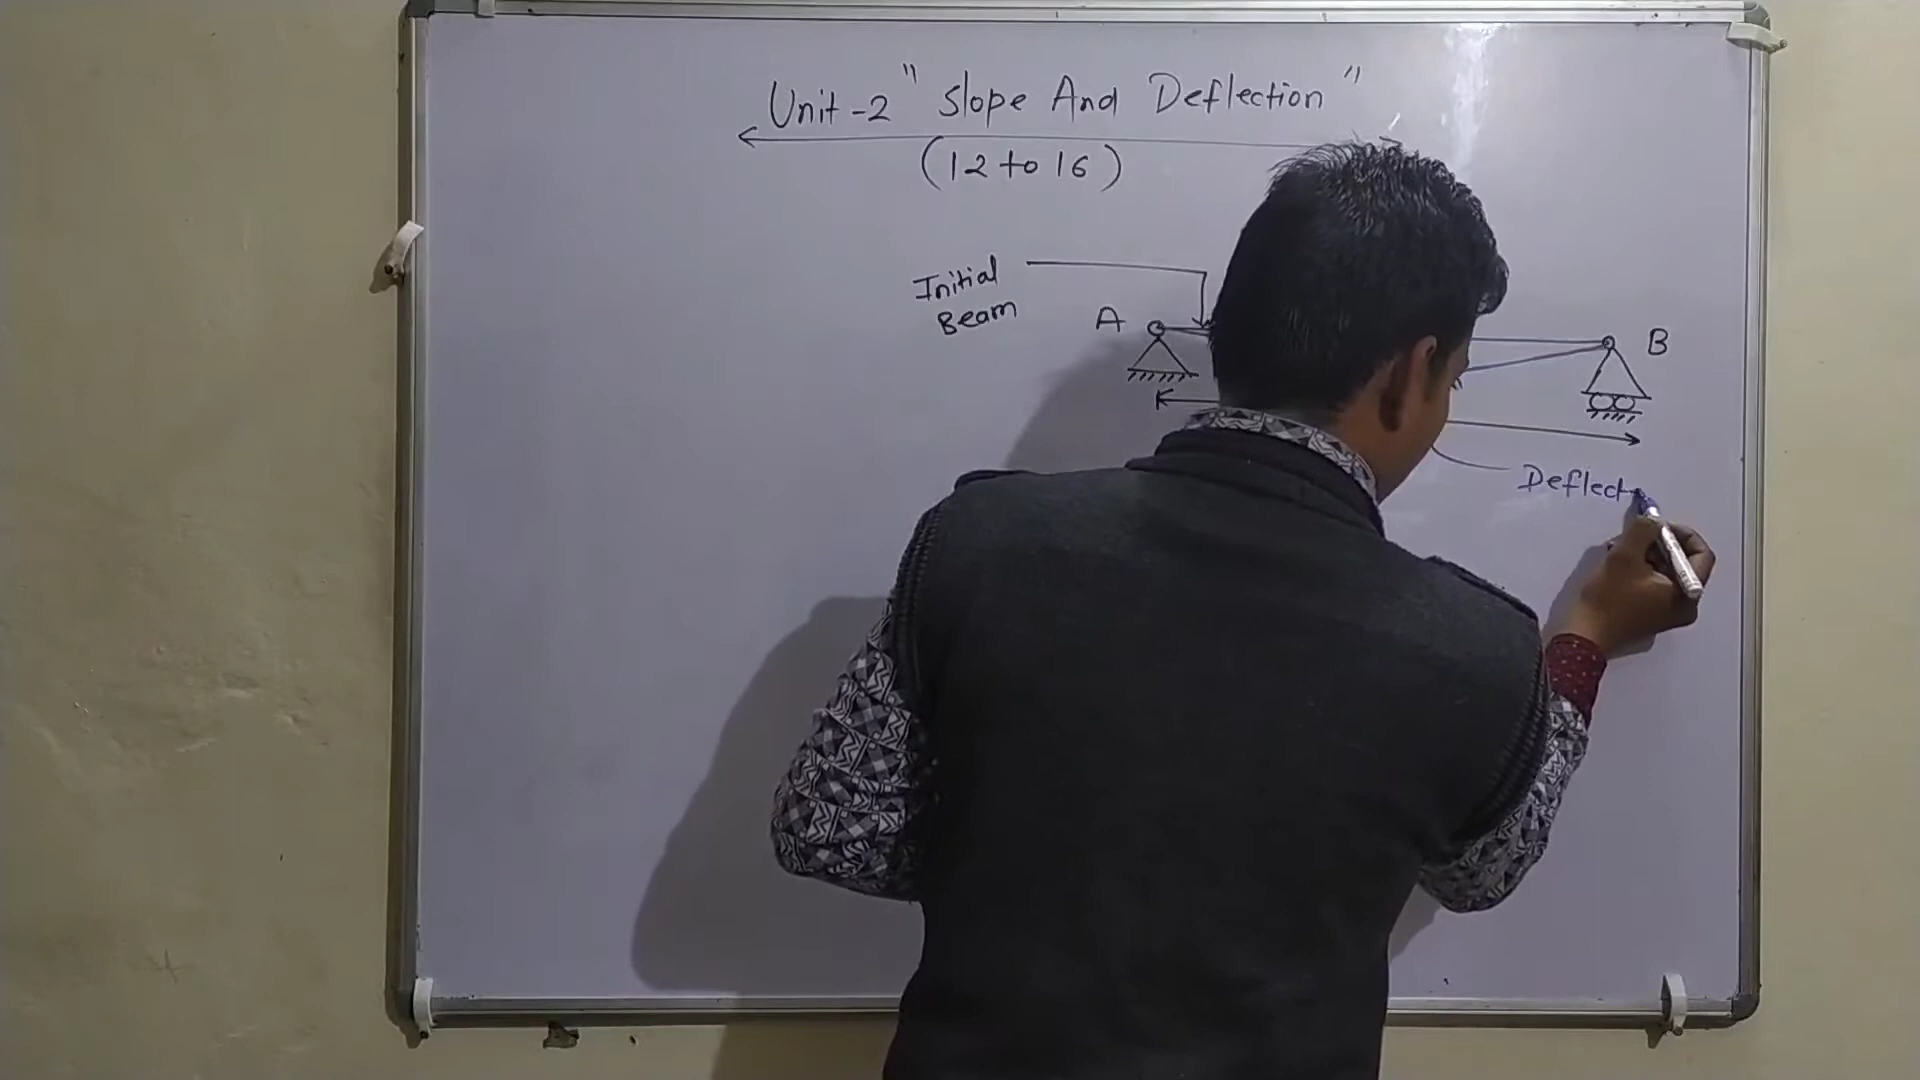 Unit-2 "Slope And Deflection"
(12 to 16)
Initial
Beam
A
B
Deflect